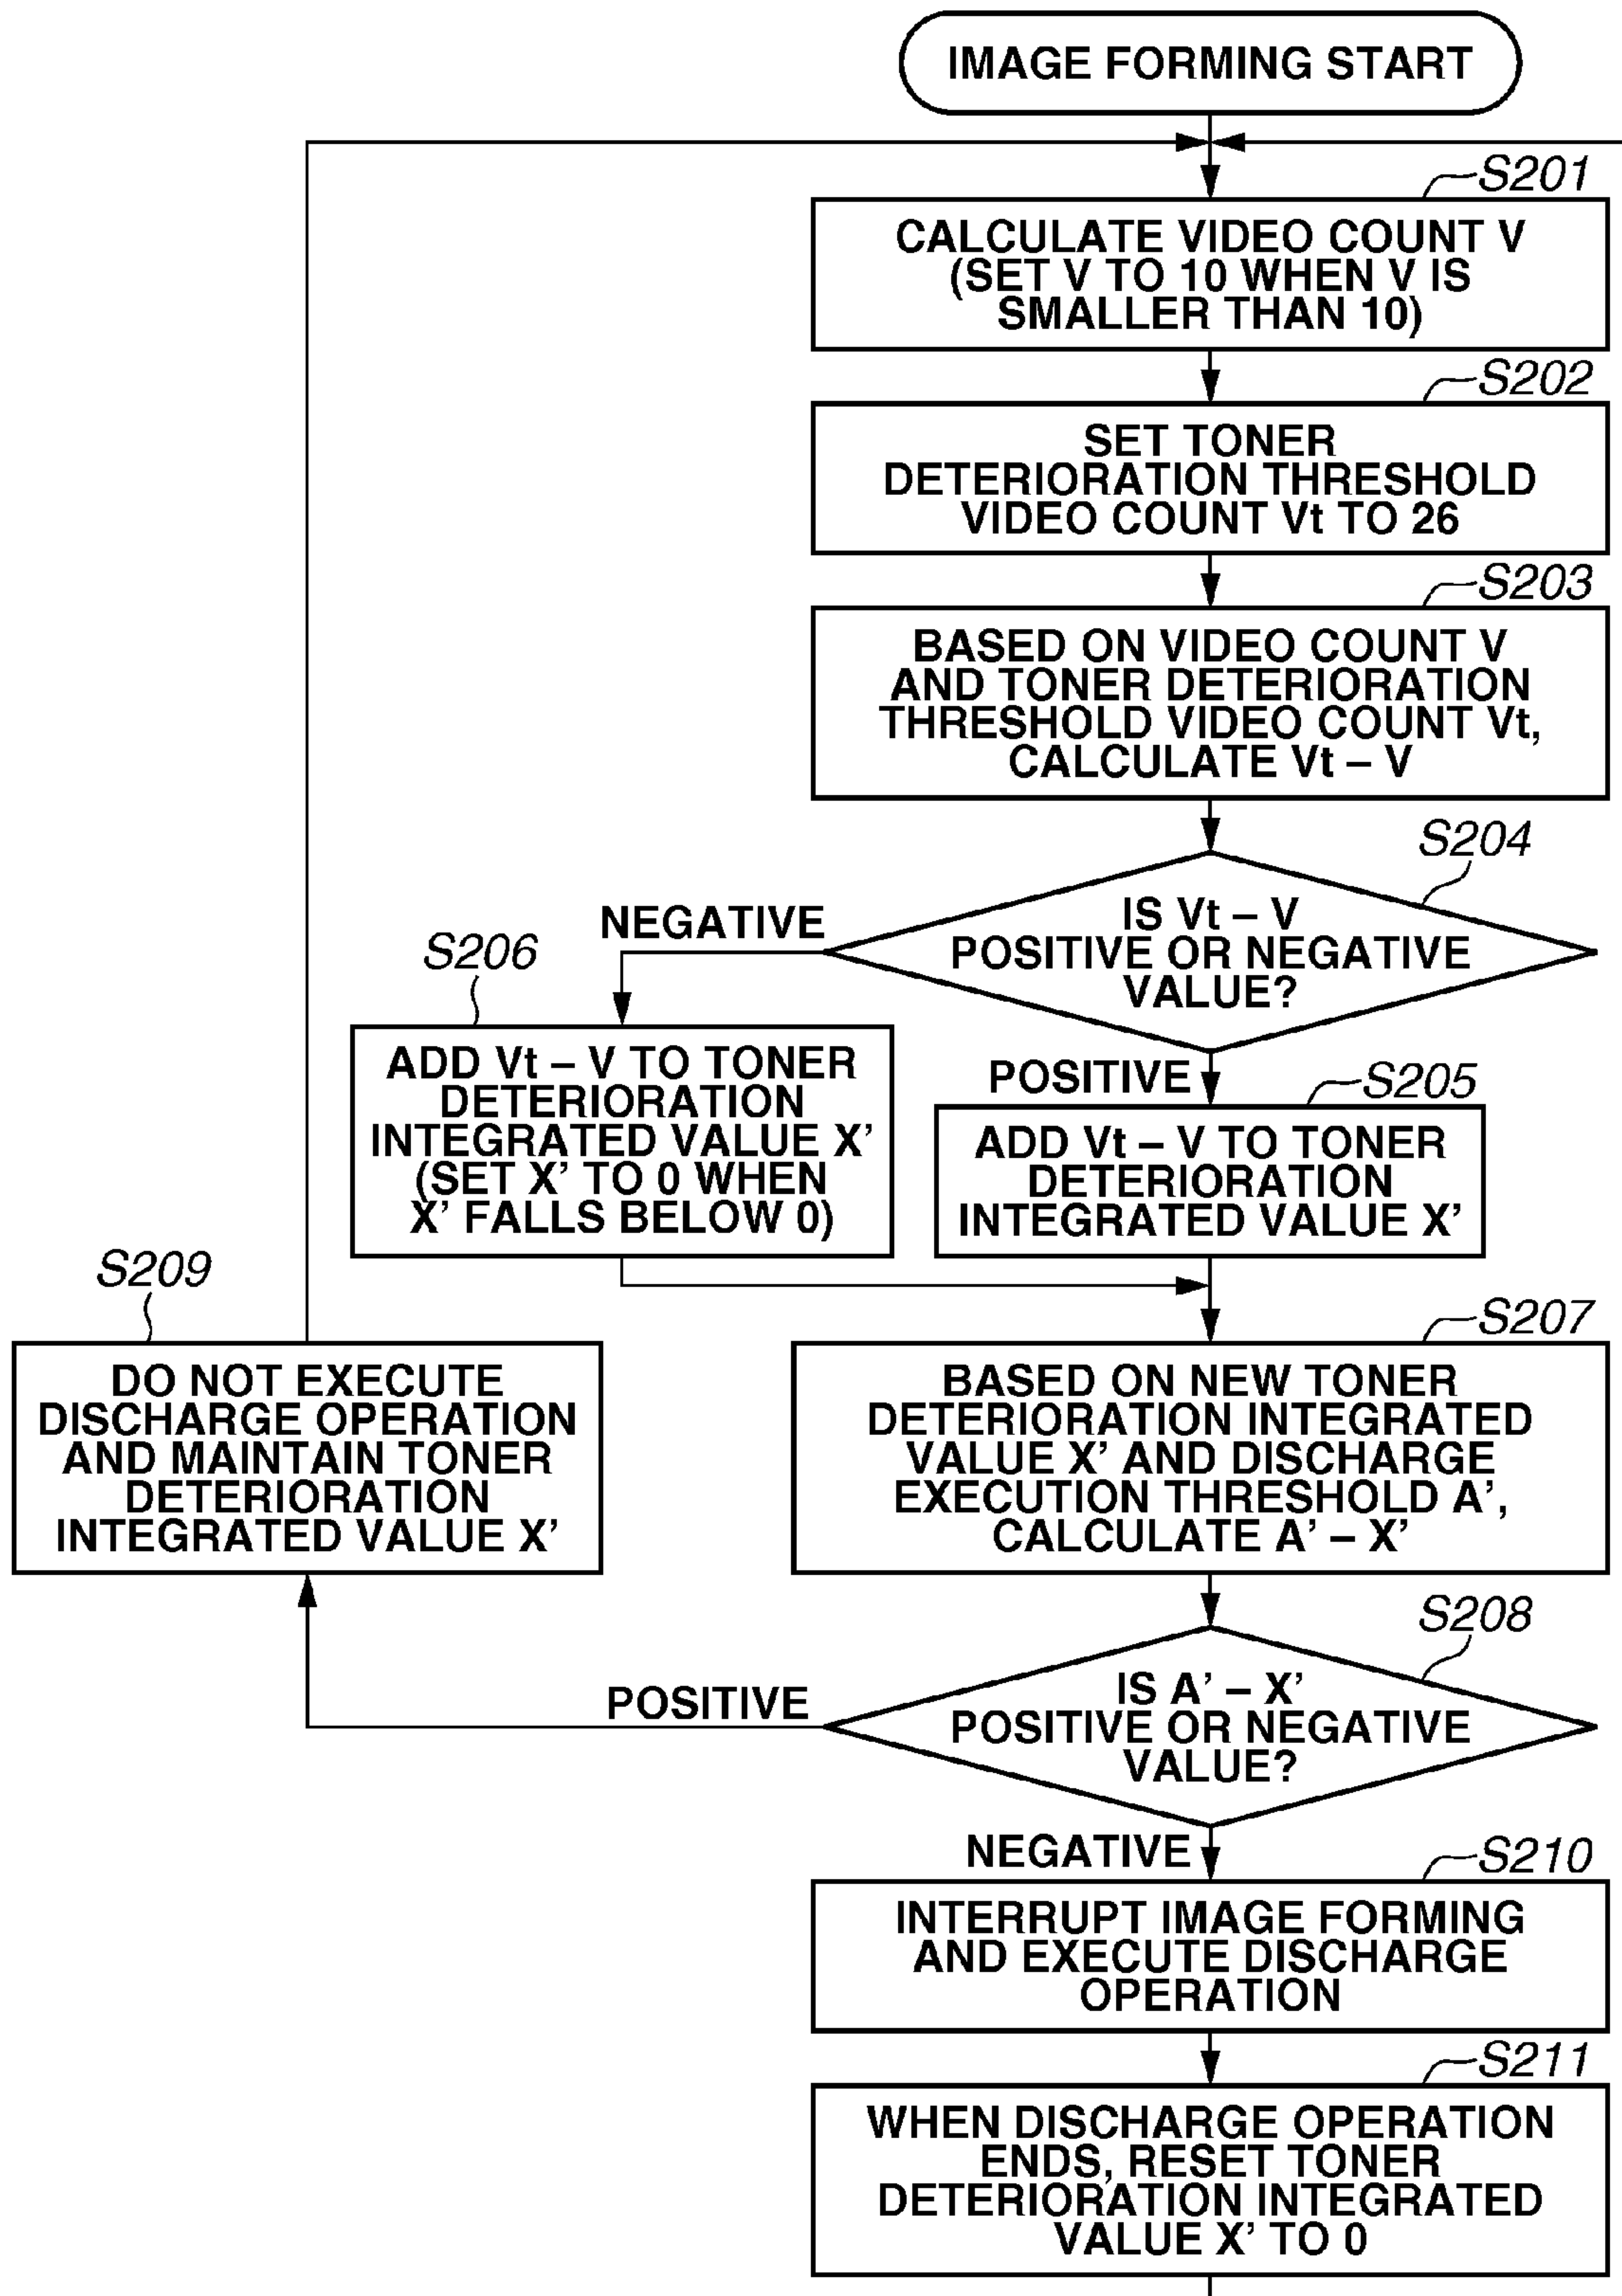 IMAGE FORMING START
S201
CALCULATE VIDEO COUNT V
(SET V TO 10 WHEN V IS
SMALLER THAN 10)
S202
SET TONER
DETERIORATION THRESHOLD
VIDEO COUNT Vt TO 26
S203
BASED ON VIDEO COUNT V
AND TONER DETERIORATION
THRESHOLD VIDEO COUNT Vt,
CALCULATE Vt – V
S204
IS Vt – V
POSITIVE OR NEGATIVE
VALUE?
NEGATIVE
S206
ADD Vt – V TO TONER
DETERIORATION
INTEGRATED VALUE X’
(SET X’ TO 0 WHEN
X’ FALLS BELOW 0)
POSITIVE
S205
ADD Vt – V TO TONER
DETERIORATION
INTEGRATED VALUE X’
S209
DO NOT EXECUTE
DISCHARGE OPERATION
AND MAINTAIN TONER
DETERIORATION
INTEGRATED VALUE X’
S207
BASED ON NEW TONER
DETERIORATION INTEGRATED
VALUE X’ AND DISCHARGE
EXECUTION THRESHOLD A’,
CALCULATE A’ – X’
S208
IS A’ – X’
POSITIVE OR NEGATIVE
VALUE?
POSITIVE
NEGATIVE
S210
INTERRUPT IMAGE FORMING
AND EXECUTE DISCHARGE
OPERATION
S211
WHEN DISCHARGE OPERATION
ENDS, RESET TONER
DETERIORATION INTEGRATED
VALUE X’ TO 0